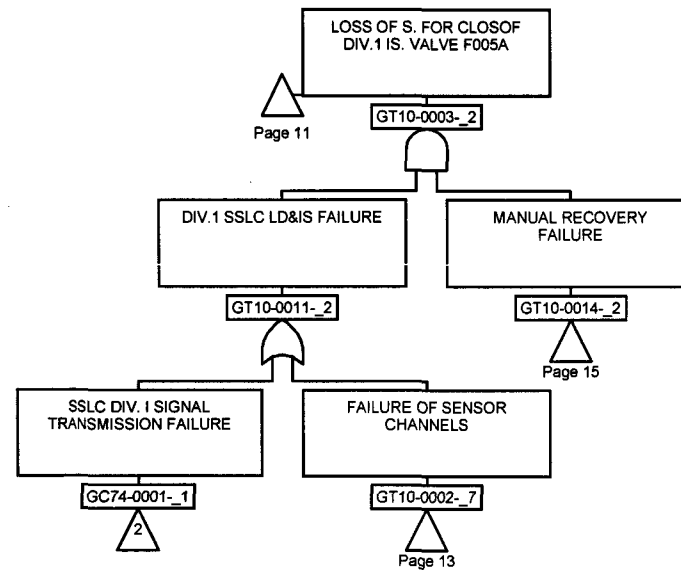 LOSS OF S. FOR CLOSOF
DIV.1 IS. VALVE F005A
Page 11
GT10-0003-_2
DIV.1 SSLC LD&IS FAILURE
MANUAL RECOVERY
FAILURE
GT10-0011-_2
GT10-0014-_2
Page 15
SSLC DIV. I SIGNAL
TRANSMISSION FAILURE
FAILURE OF SENSOR
CHANNELS
GC74-0001-_1
GT10-0002-_7
2
Page 13